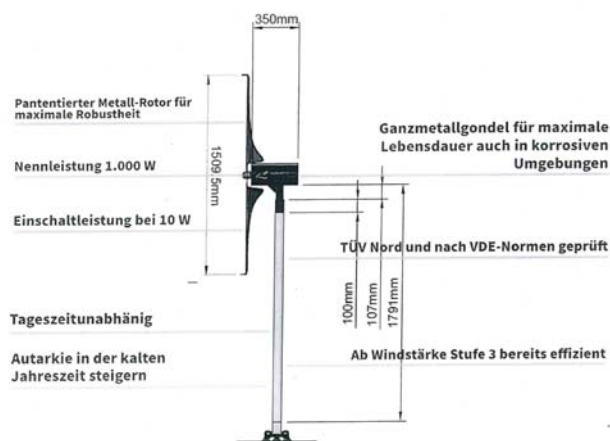 350mm
Pantentierter Metall-Rotor für
maximale Robustheit
Nennleistung 1.000 W
Einschaltleistung bei 10 W
Tageszeitunabhänig
Autarkie in der kalten
Jahreszeit steigern
1509.5mm
Ganzmetallgondel für maximale
Lebensdauer auch in korrosiven
Umgebungen
TÜV Nord und nach VDE-Normen geprüft
100mm
107mm
1791mm
Ab Windstärke Stufe 3 bereits effizient